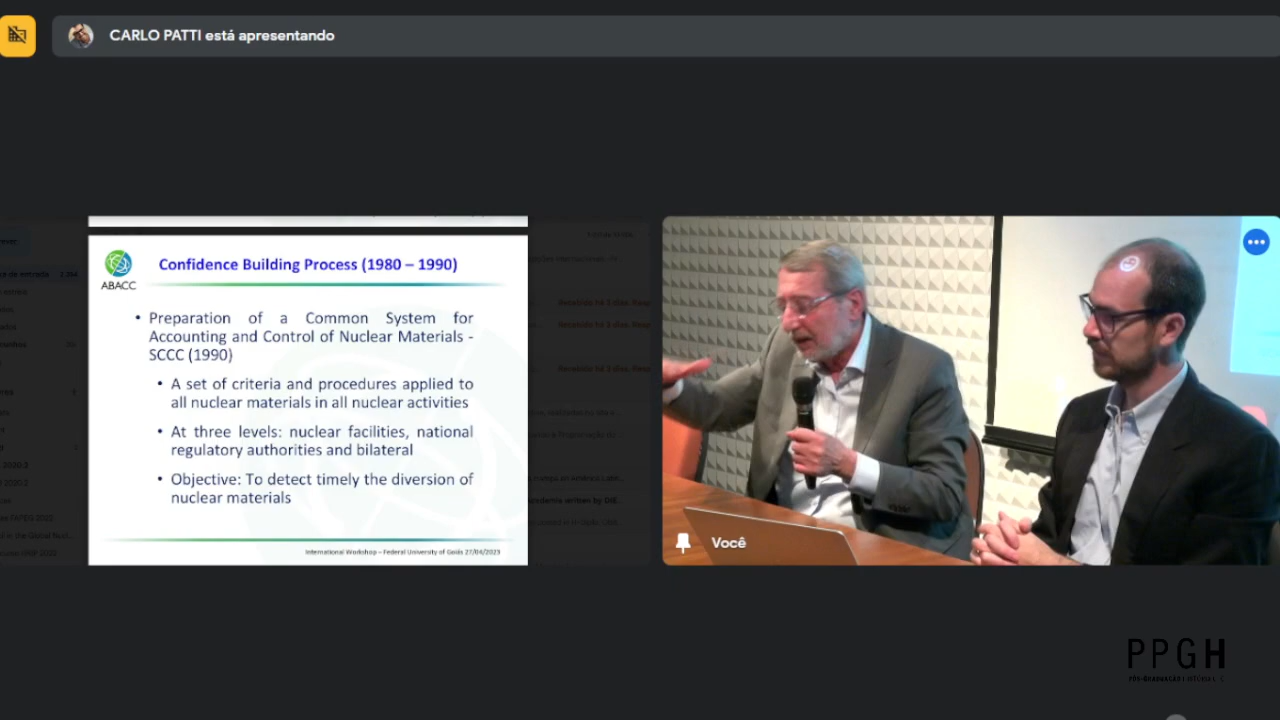 CARLO PATTI está apresentando
ABACC
Confidence Building Process (1980 – 1990)
• Preparation of a Common System for
Accounting and Control of Nuclear Materials -
SCCC (1990)
• A set of criteria and procedures applied to
all nuclear materials in all nuclear activities
• At three levels: nuclear facilities, national
regulatory authorities and bilateral
• Objective: To detect timely the diversion of
nuclear materials
International Workshop – Federal University of Goiás 27/04/2023
Você
PPGH